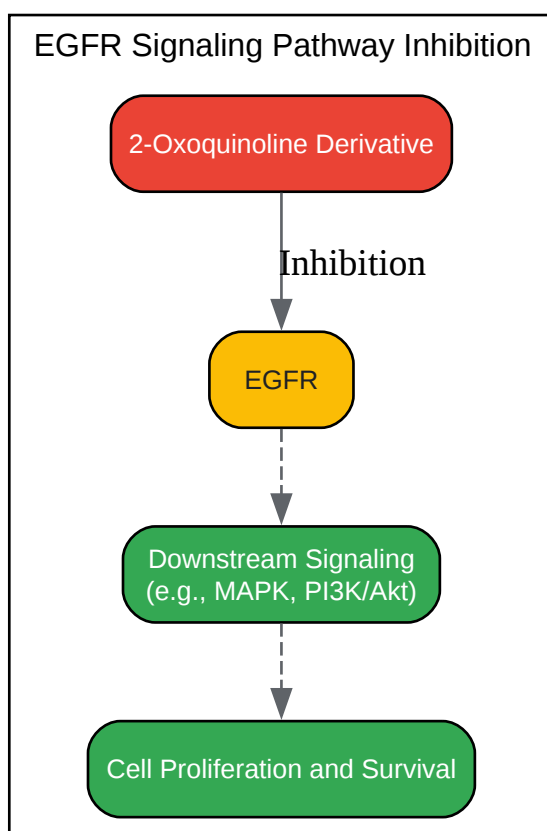 EGFR Signaling Pathway Inhibition
2-Oxoquinoline Derivative
Inhibition
EGFR
Downstream Signaling
(e.g., MAPK, PI3K/Akt)
Cell Proliferation and Survival